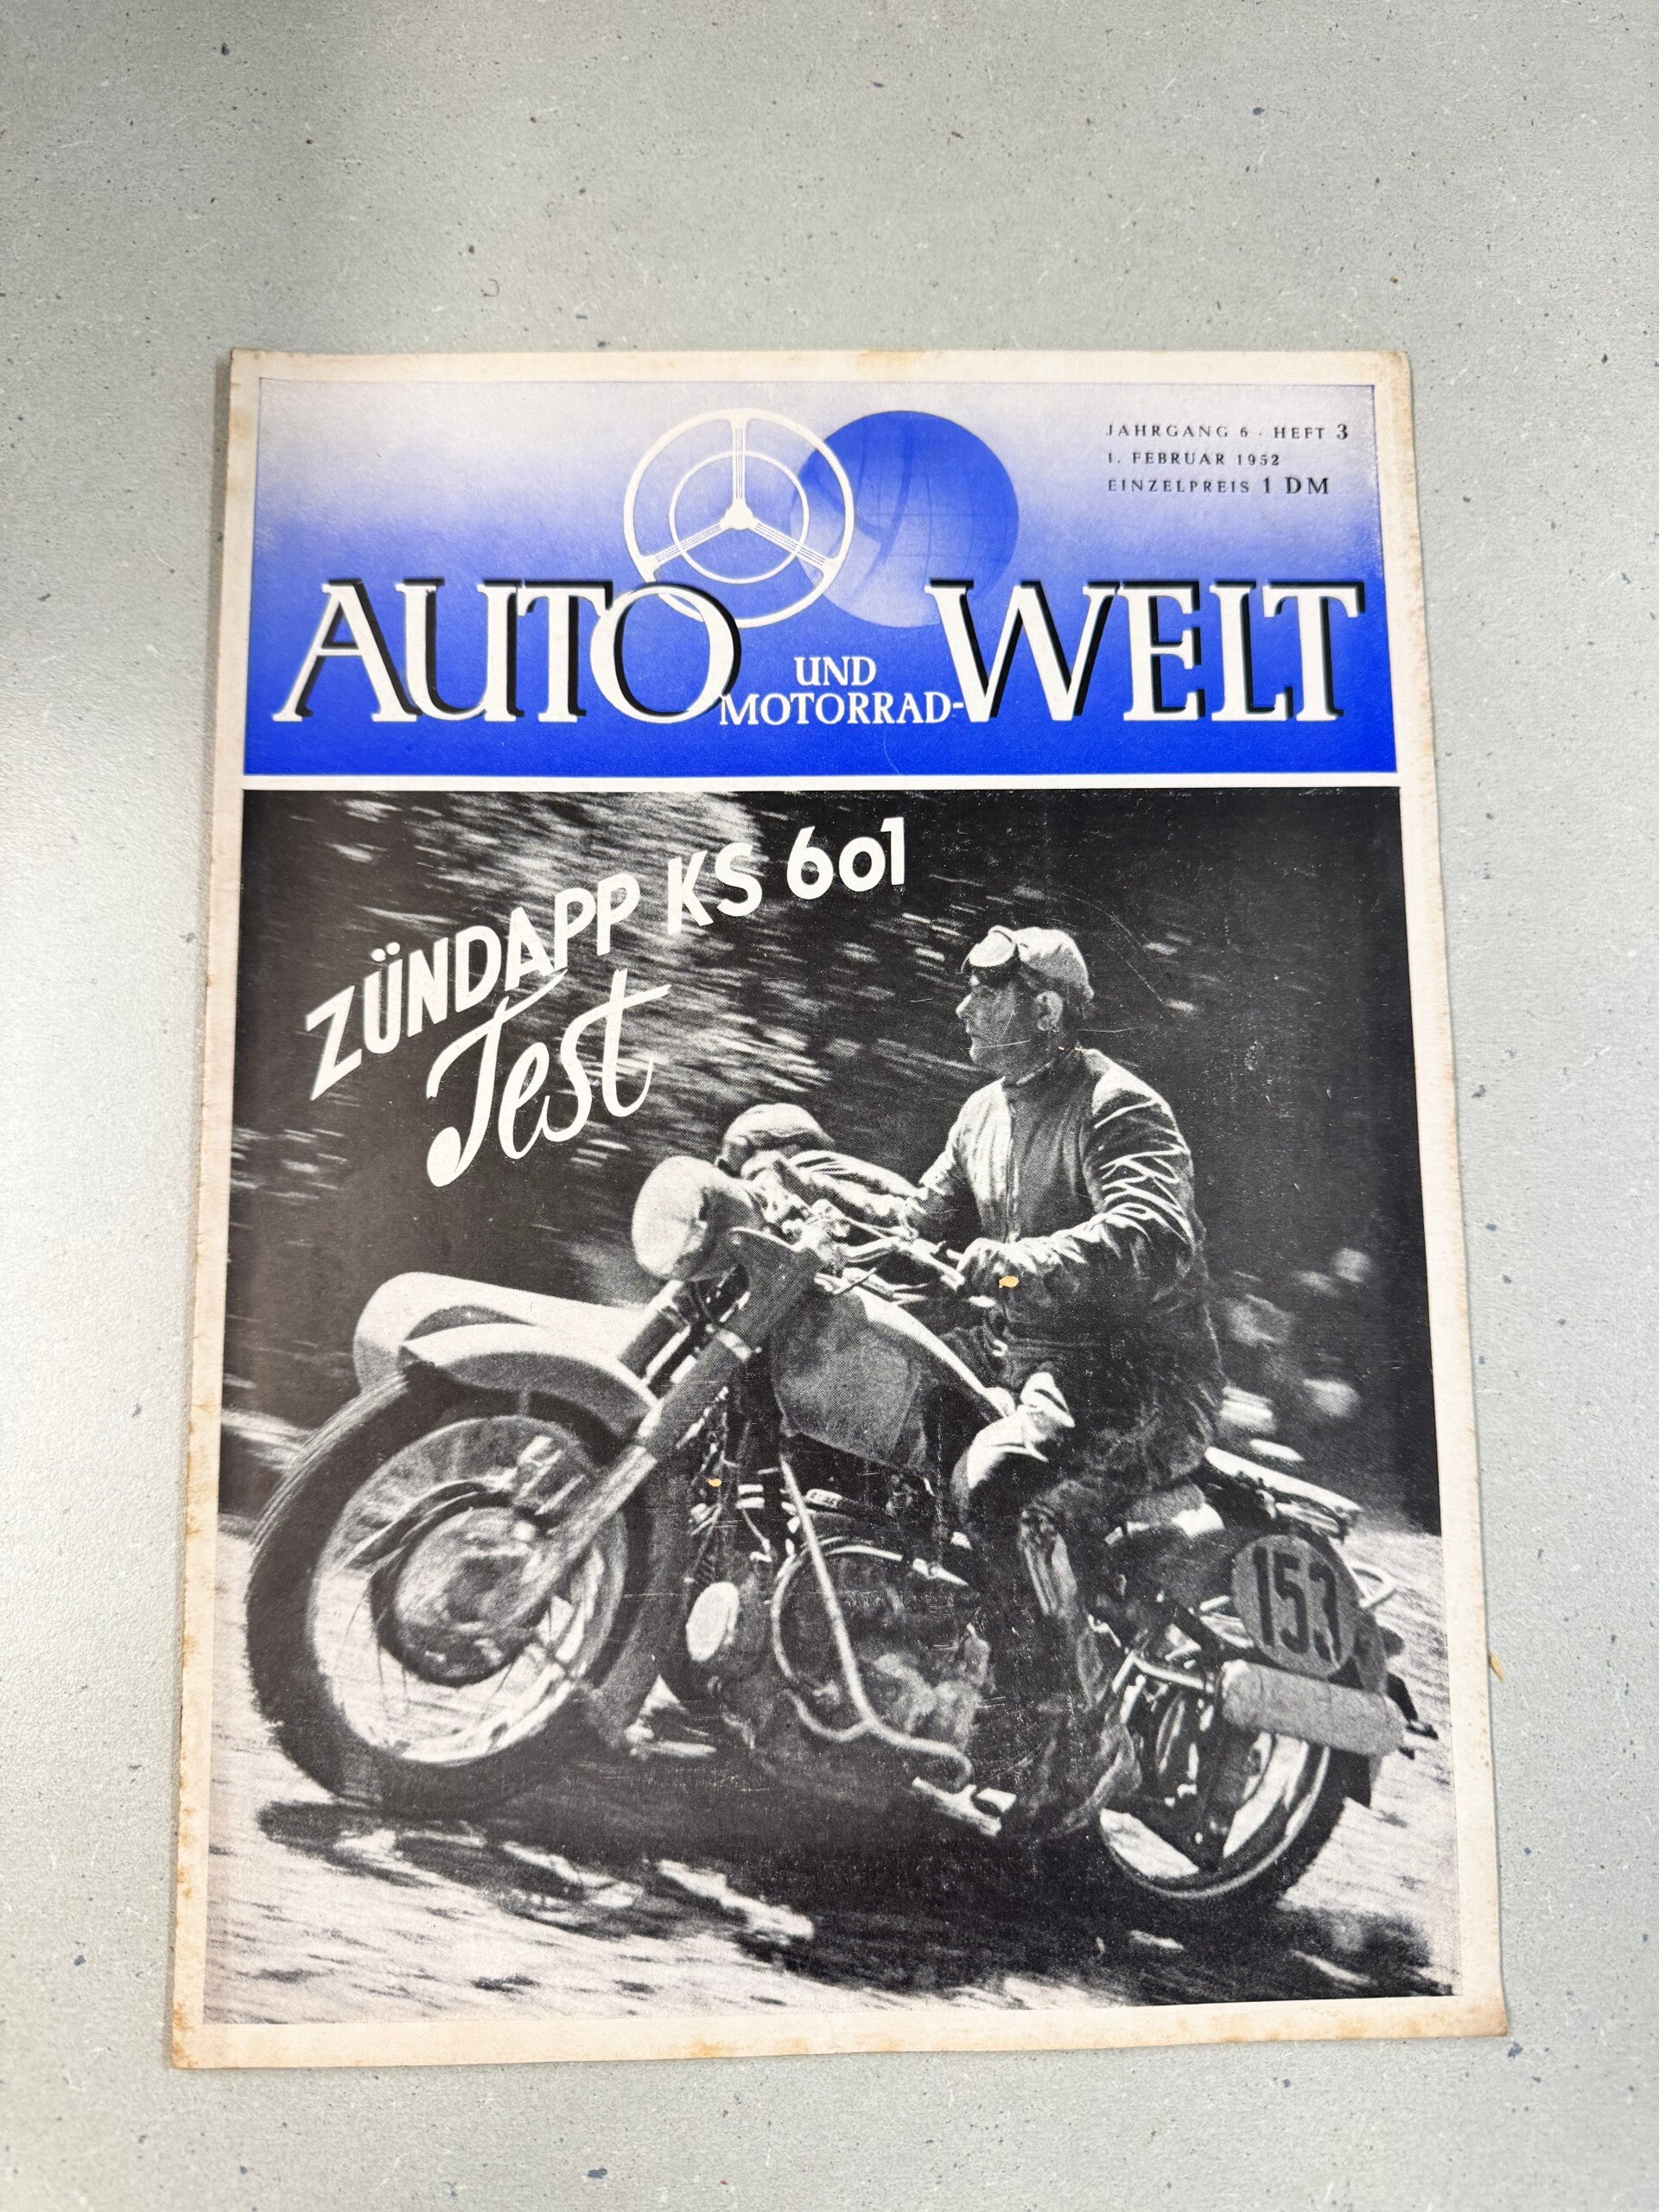 JAHRGANG 6 · HEFT 3
1. FEBRUAR 1952
EINZELPREIS 1 DM
AUTO UND MOTORRAD-WELT
ZÜNDAPP KS 601
Test
153